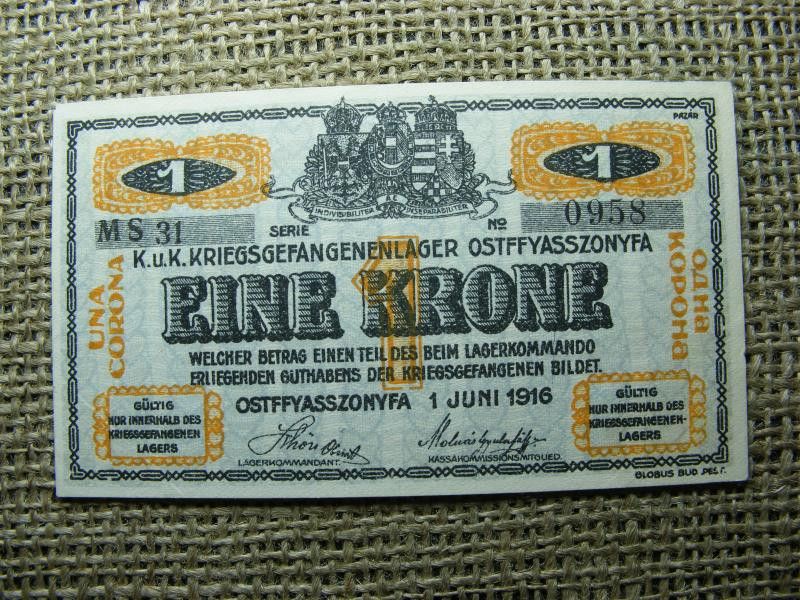 PAZÁR
1
1
INDIVISIBILITER AC INSEPARABILITER
MS 31
SERIE
No
0958
K.u.K. KRIEGSGEFANGENENLAGER OSTFFYASSZONYFA
UNA CORONA
1
EINE KRONE
ОДНА КОРОНА
WELCHER BETRAG EINEN TEIL DES BEIM LAGERKOMMANDO
ERLIEGENDEN GUTHABENS DER KRIEGSGEFANGENEN BILDET.
OSTFFYASSZONYFA 1 JUNI 1916
GÜLTIG
NUR INNERHALB DES
KRIEGSGEFANGENEN
LAGERS
LAGERKOMMANDANT.
KASSAKOMMISSIONSMITGLIED.
GÜLTIG
NUR INNERHALB DES
KRIEGSGEFANGENEN-
LAGERS
GLOBUS BUDAPEST.